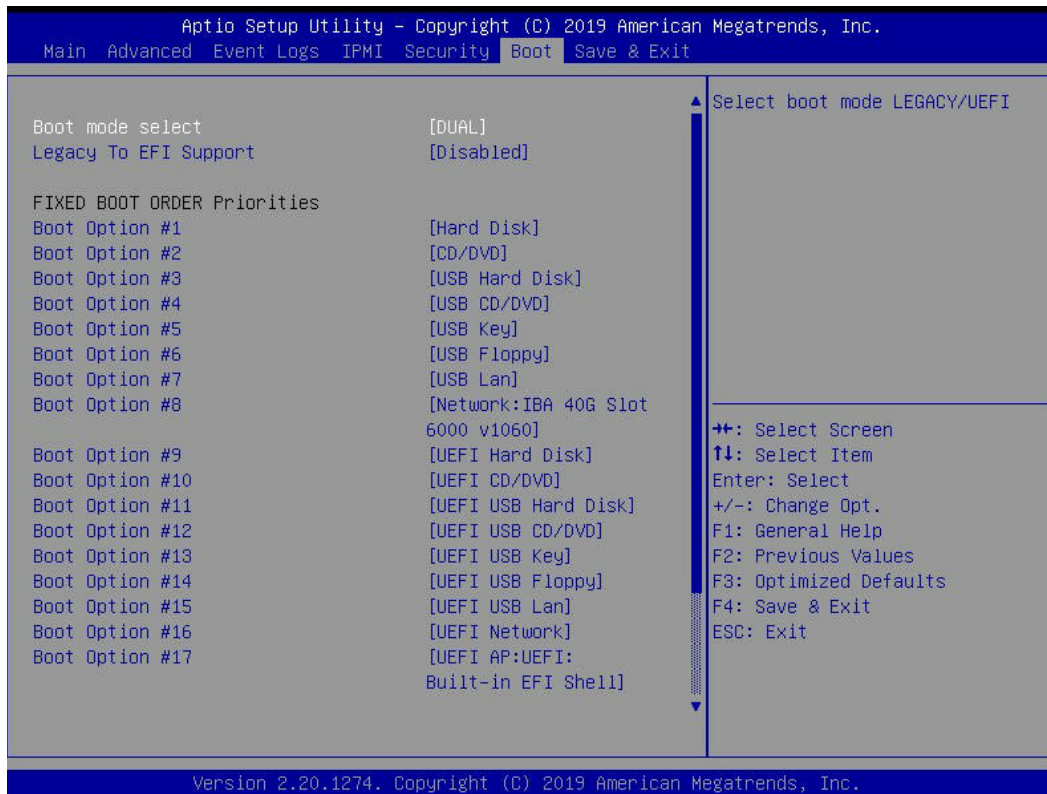 Aptio Setup Utility – Copyright (C) 2019 American Megatrends, Inc.
Main Advanced Event Logs IPMI Security Boot Save & Exit
Boot mode select [DUAL]
Legacy To EFI Support [Disabled]
FIXED BOOT ORDER Priorities
Boot Option #1 [Hard Disk]
Boot Option #2 [CD/DVD]
Boot Option #3 [USB Hard Disk]
Boot Option #4 [USB CD/DVD]
Boot Option #5 [USB Key]
Boot Option #6 [USB Floppy]
Boot Option #7 [USB Lan]
Boot Option #8 [Network:IBA 40G Slot
6000 v1060]
Boot Option #9 [UEFI Hard Disk]
Boot Option #10 [UEFI CD/DVD]
Boot Option #11 [UEFI USB Hard Disk]
Boot Option #12 [UEFI USB CD/DVD]
Boot Option #13 [UEFI USB Key]
Boot Option #14 [UEFI USB Floppy]
Boot Option #15 [UEFI USB Lan]
Boot Option #16 [UEFI Network]
Boot Option #17 [UEFI AP:UEFI:
Built-in EFI Shell]
Select boot mode LEGACY/UEFI
→←: Select Screen
↑↓: Select Item
Enter: Select
+/-: Change Opt.
F1: General Help
F2: Previous Values
F3: Optimized Defaults
F4: Save & Exit
ESC: Exit
Version 2.20.1274. Copyright (C) 2019 American Megatrends, Inc.